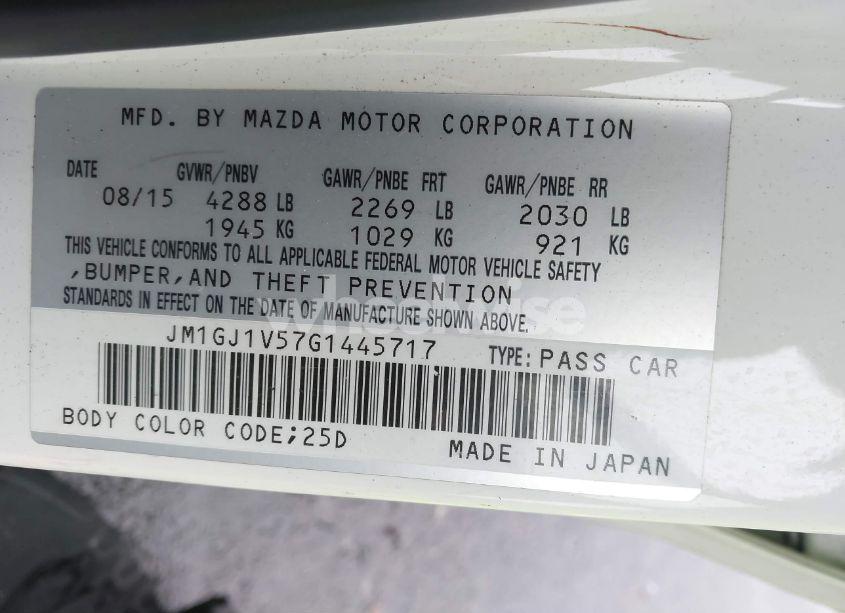 MFD. BY MAZDA MOTOR CORPORATION
DATE GVWR/PNBV GAWR/PNBE FRT GAWR/PNBE RR
08/15 4288 LB 2269 LB 2030 LB
1945 KG 1029 KG 921 KG
THIS VEHICLE CONFORMS TO ALL APPLICABLE FEDERAL MOTOR VEHICLE SAFETY
,BUMPER,AND THEFT PREVENTION
STANDARDS IN EFFECT ON THE DATE OF MANUFACTURE SHOWN ABOVE.
JM1GJ1V57G1445717 TYPE: PASS CAR
BODY COLOR CODE;25D MADE IN JAPAN